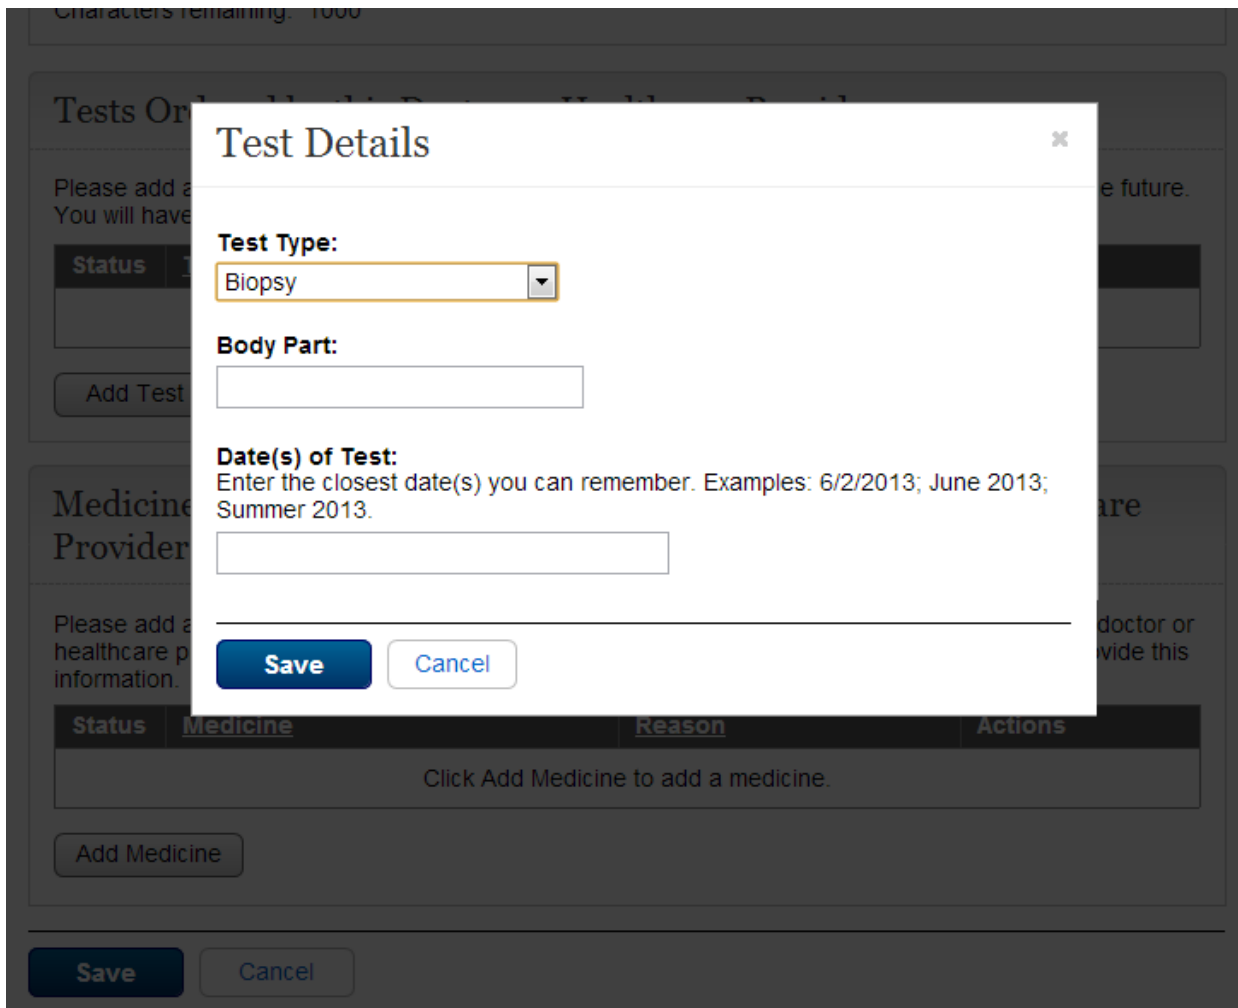 Characters remaining: 1000
Tests Or
Test Details
Please add a
e future.
You will have
Test Type:
Status
Biopsy
Body Part:
Add Test
Date(s) of Test:
Enter the closest date(s) you can remember. Examples: 6/2/2013; June 2013;
Summer 2013.
Medicine
are
Provider
Please add a
doctor or
healthcare p
vide this
information.
Save Cancel
Status Medicine Reason Actions
Click Add Medicine to add a medicine.
Add Medicine
Save Cancel